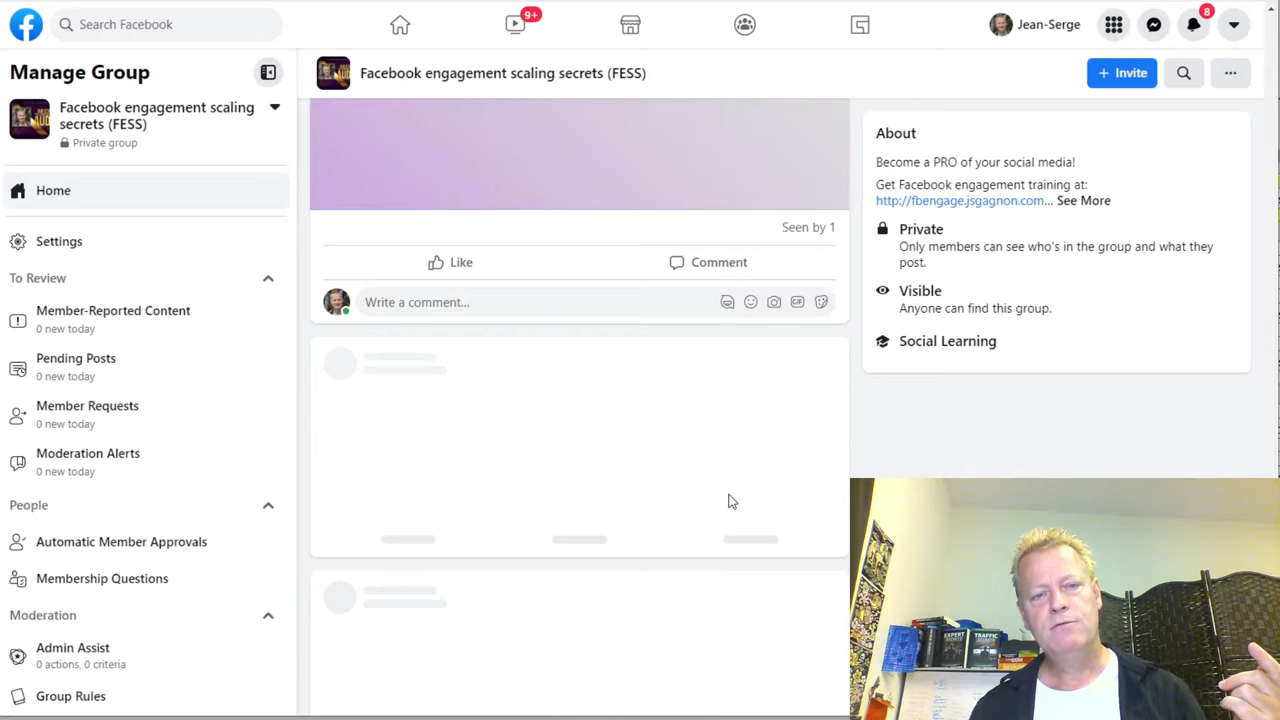 Search Facebook
9+
Jean-Serge
8
Manage Group
Facebook engagement scaling secrets (FESS)
Private group
Home
Settings
To Review
Member-Reported Content
0 new today
Pending Posts
0 new today
Member Requests
0 new today
Moderation Alerts
0 new today
People
Automatic Member Approvals
Membership Questions
Moderation
Admin Assist
0 actions, 0 criteria
Group Rules
Facebook engagement scaling secrets (FESS)
+ Invite
Seen by 1
Like
Comment
Write a comment...
GIF
About
Become a PRO of your social media!
Get Facebook engagement training at:
http://fbengage.jsgagnon.com... See More
Private
Only members can see who's in the group and what they
post.
Visible
Anyone can find this group.
Social Learning
EXPERT
SECRETS
TRAFFIC
SECRETS